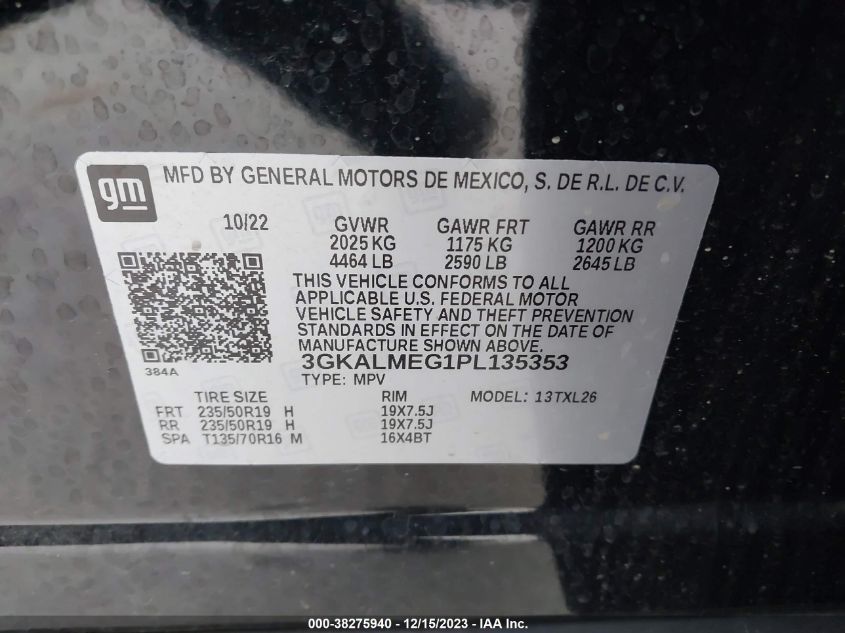 gm
MFD BY GENERAL MOTORS DE MEXICO, S. DE R.L. DE C.V.
10/22 GVWR GAWR FRT GAWR RR
2025 KG 1175 KG 1200 KG
4464 LB 2590 LB 2645 LB
THIS VEHICLE CONFORMS TO ALL
APPLICABLE U.S. FEDERAL MOTOR
VEHICLE SAFETY AND THEFT PREVENTION
STANDARDS IN EFFECT ON THE DATE OF
MANUFACTURE SHOWN ABOVE.
384A 3GKALMEG1PL135353
TYPE: MPV
TIRE SIZE RIM MODEL: 13TXL26
FRT 235/50R19 H 19X7.5J
RR 235/50R19 H 19X7.5J
SPA T135/70R16 M 16X4BT
000-38275940 - 12/15/2023 - IAA Inc.